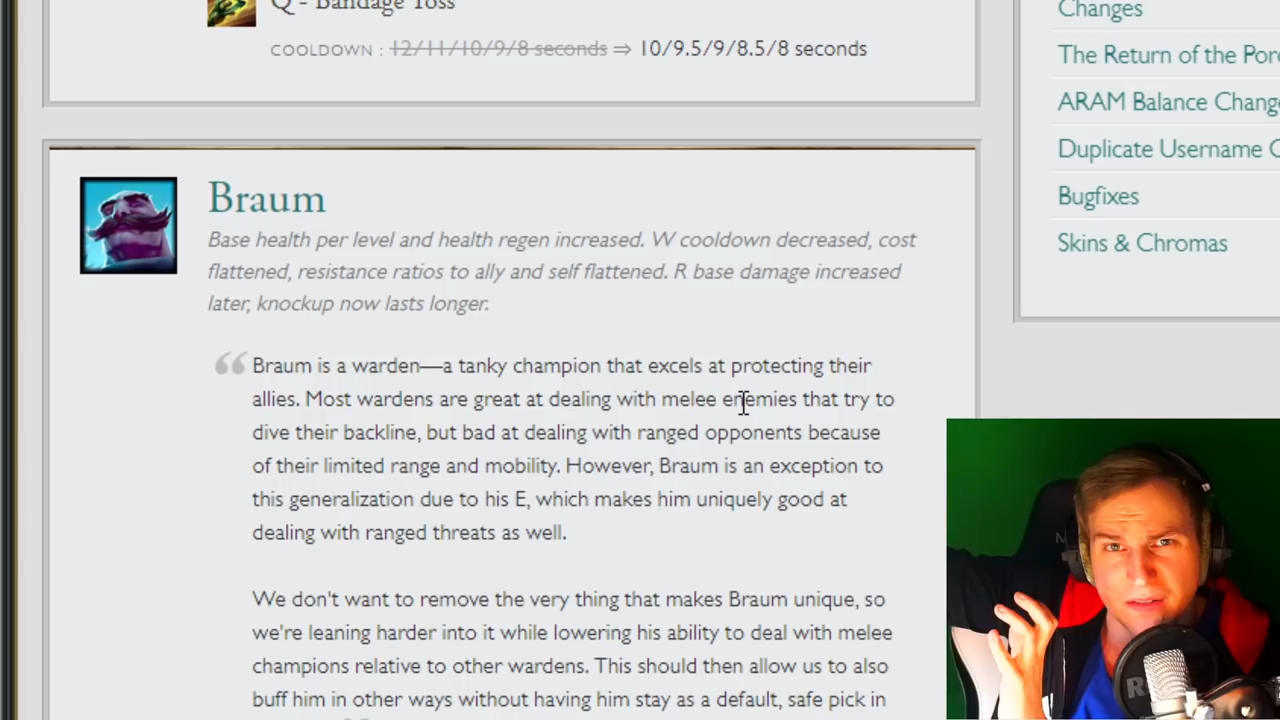 Q - Bandage Toss
COOLDOWN : 12/11/10/9/8 seconds ⇒ 10/9.5/9/8.5/8 seconds
Braum
Base health per level and health regen increased. W cooldown decreased, cost
flattened, resistance ratios to ally and self flattened. R base damage increased
later, knockup now lasts longer.
“ Braum is a warden—a tanky champion that excels at protecting their
allies. Most wardens are great at dealing with melee enemies that try to
dive their backline, but bad at dealing with ranged opponents because
of their limited range and mobility. However, Braum is an exception to
this generalization due to his E, which makes him uniquely good at
dealing with ranged threats as well.
We don't want to remove the very thing that makes Braum unique, so
we're leaning harder into it while lowering his ability to deal with melee
champions relative to other wardens. This should then allow us to also
buff him in other ways without having him stay as a default, safe pick in
Changes
The Return of the Por
ARAM Balance Chang
Duplicate Username
Bugfixes
Skins & Chromas